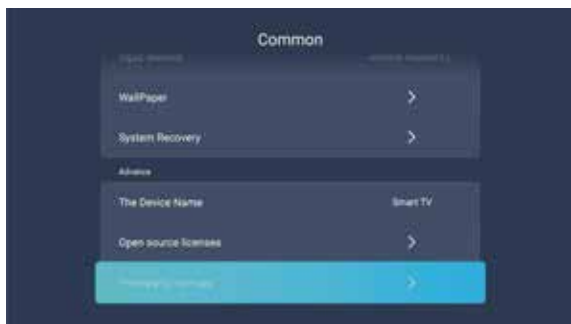 Common
WallPaper
System Recovery
Advance
The Device Name Smart TV
Open source licenses